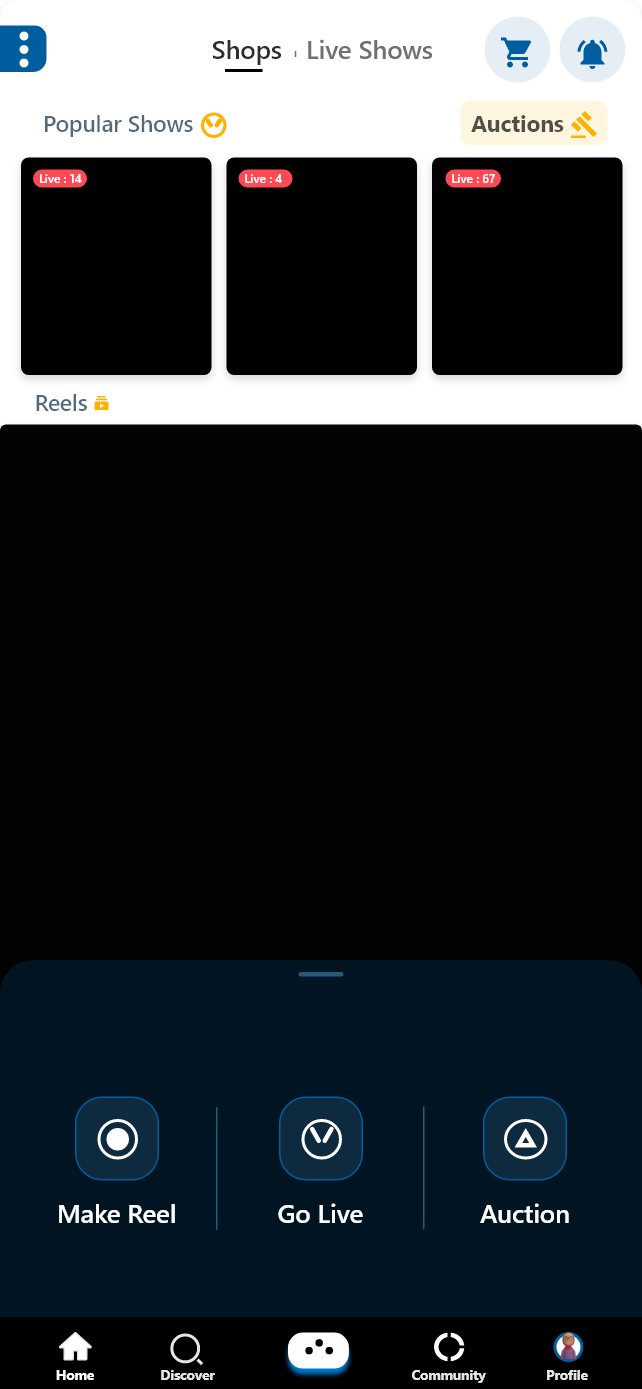 Shops
Live Shows
Popular Shows
Auctions
Live : 14
Live : 4
Live : 67
Reels
Make Reel
Go Live
Auction
Home
Discover
Community
Profile